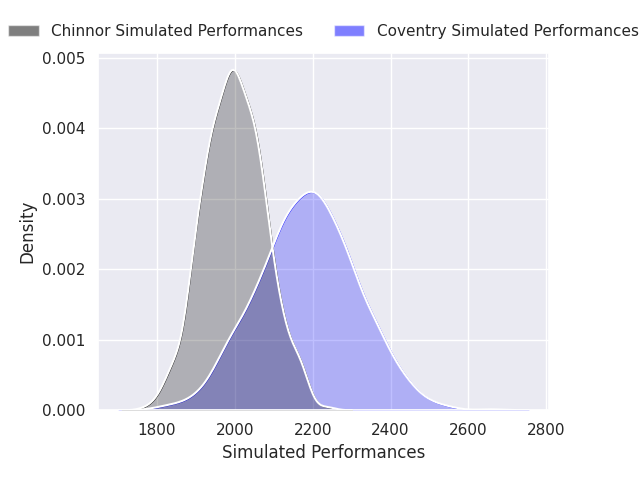 Chinnor Simulated Performances Coventry Simulated Performances
0.005
0.004
0.003
0.002
0.001
0.000
Density
1800 2000 2200 2400 2600 2800
Simulated Performances